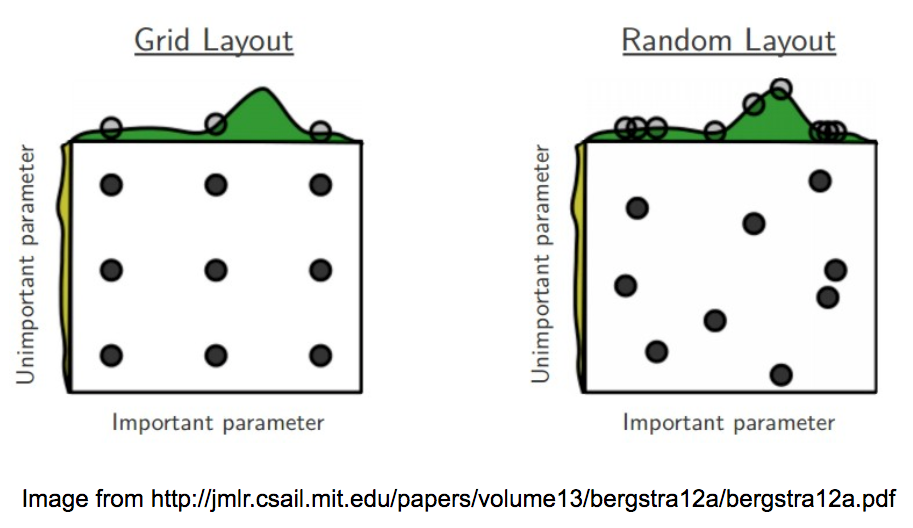 Grid Layout
Random Layout
Unimportant parameter
Important parameter
Unimportant parameter
Important parameter
Image from http://jmlr.csail.mit.edu/papers/volume13/bergstra12a/bergstra12a.pdf